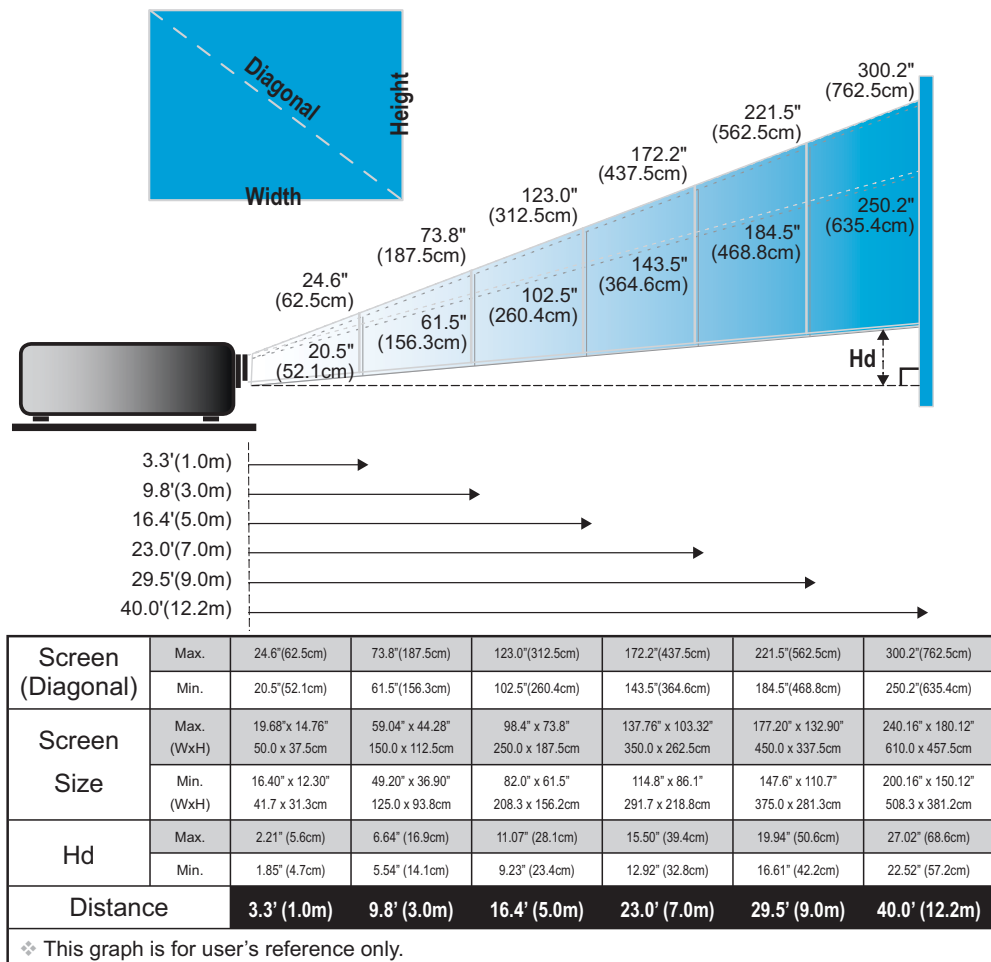 Diagonal
Height
Width
300.2"
(762.5cm)
221.5"
(562.5cm)
172.2"
(437.5cm)
123.0"
(312.5cm)
73.8"
(187.5cm)
24.6"
(62.5cm)
250.2"
(635.4cm)
184.5"
(468.8cm)
143.5"
(364.6cm)
102.5"
(260.4cm)
61.5"
(156.3cm)
20.5"
(52.1cm)
Hd
3.3'(1.0m)
9.8'(3.0m)
16.4'(5.0m)
23.0'(7.0m)
29.5'(9.0m)
40.0'(12.2m)
Screen (Diagonal) Max. 24.6"(62.5cm) 73.8"(187.5cm) 123.0"(312.5cm) 172.2"(437.5cm) 221.5"(562.5cm) 300.2"(762.5cm)
Min. 20.5"(52.1cm) 61.5"(156.3cm) 102.5"(260.4cm) 143.5"(364.6cm) 184.5"(468.8cm) 250.2"(635.4cm)
Screen Size Max. (WxH) 19.68"x 14.76" 59.04" x 44.28" 98.4" x 73.8" 137.76" x 103.32" 177.20" x 132.90" 240.16" x 180.12"
50.0 x 37.5cm 150.0 x 112.5cm 250.0 x 187.5cm 350.0 x 262.5cm 450.0 x 337.5cm 610.0 x 457.5cm
Min. (WxH) 16.40" x 12.30" 49.20" x 36.90" 82.0" x 61.5" 114.8" x 86.1" 147.6" x 110.7" 200.16" x 150.12"
41.7 x 31.3cm 125.0 x 93.8cm 208.3 x 156.2cm 291.7 x 218.8cm 375.0 x 281.3cm 508.3 x 381.2cm
Hd Max. 2.21" (5.6cm) 6.64" (16.9cm) 11.07" (28.1cm) 15.50" (39.4cm) 19.94" (50.6cm) 27.02" (68.6cm)
Min. 1.85" (4.7cm) 5.54" (14.1cm) 9.23" (23.4cm) 12.92" (32.8cm) 16.61" (42.2cm) 22.52" (57.2cm)
Distance 3.3' (1.0m) 9.8' (3.0m) 16.4' (5.0m) 23.0' (7.0m) 29.5' (9.0m) 40.0' (12.2m)
❖ This graph is for user's reference only.